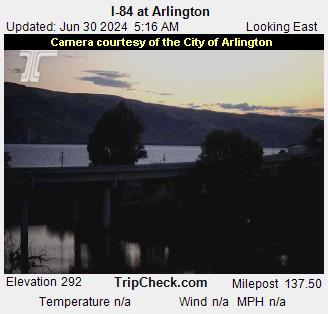 I-84 at Arlington
Updated: Jun 30 2024 5:16 AM Looking East
Camera courtesy of the City of Arlington
Elevation 292 TripCheck.com Milepost 137.50
Temperature n/a Wind n/a MPH n/a